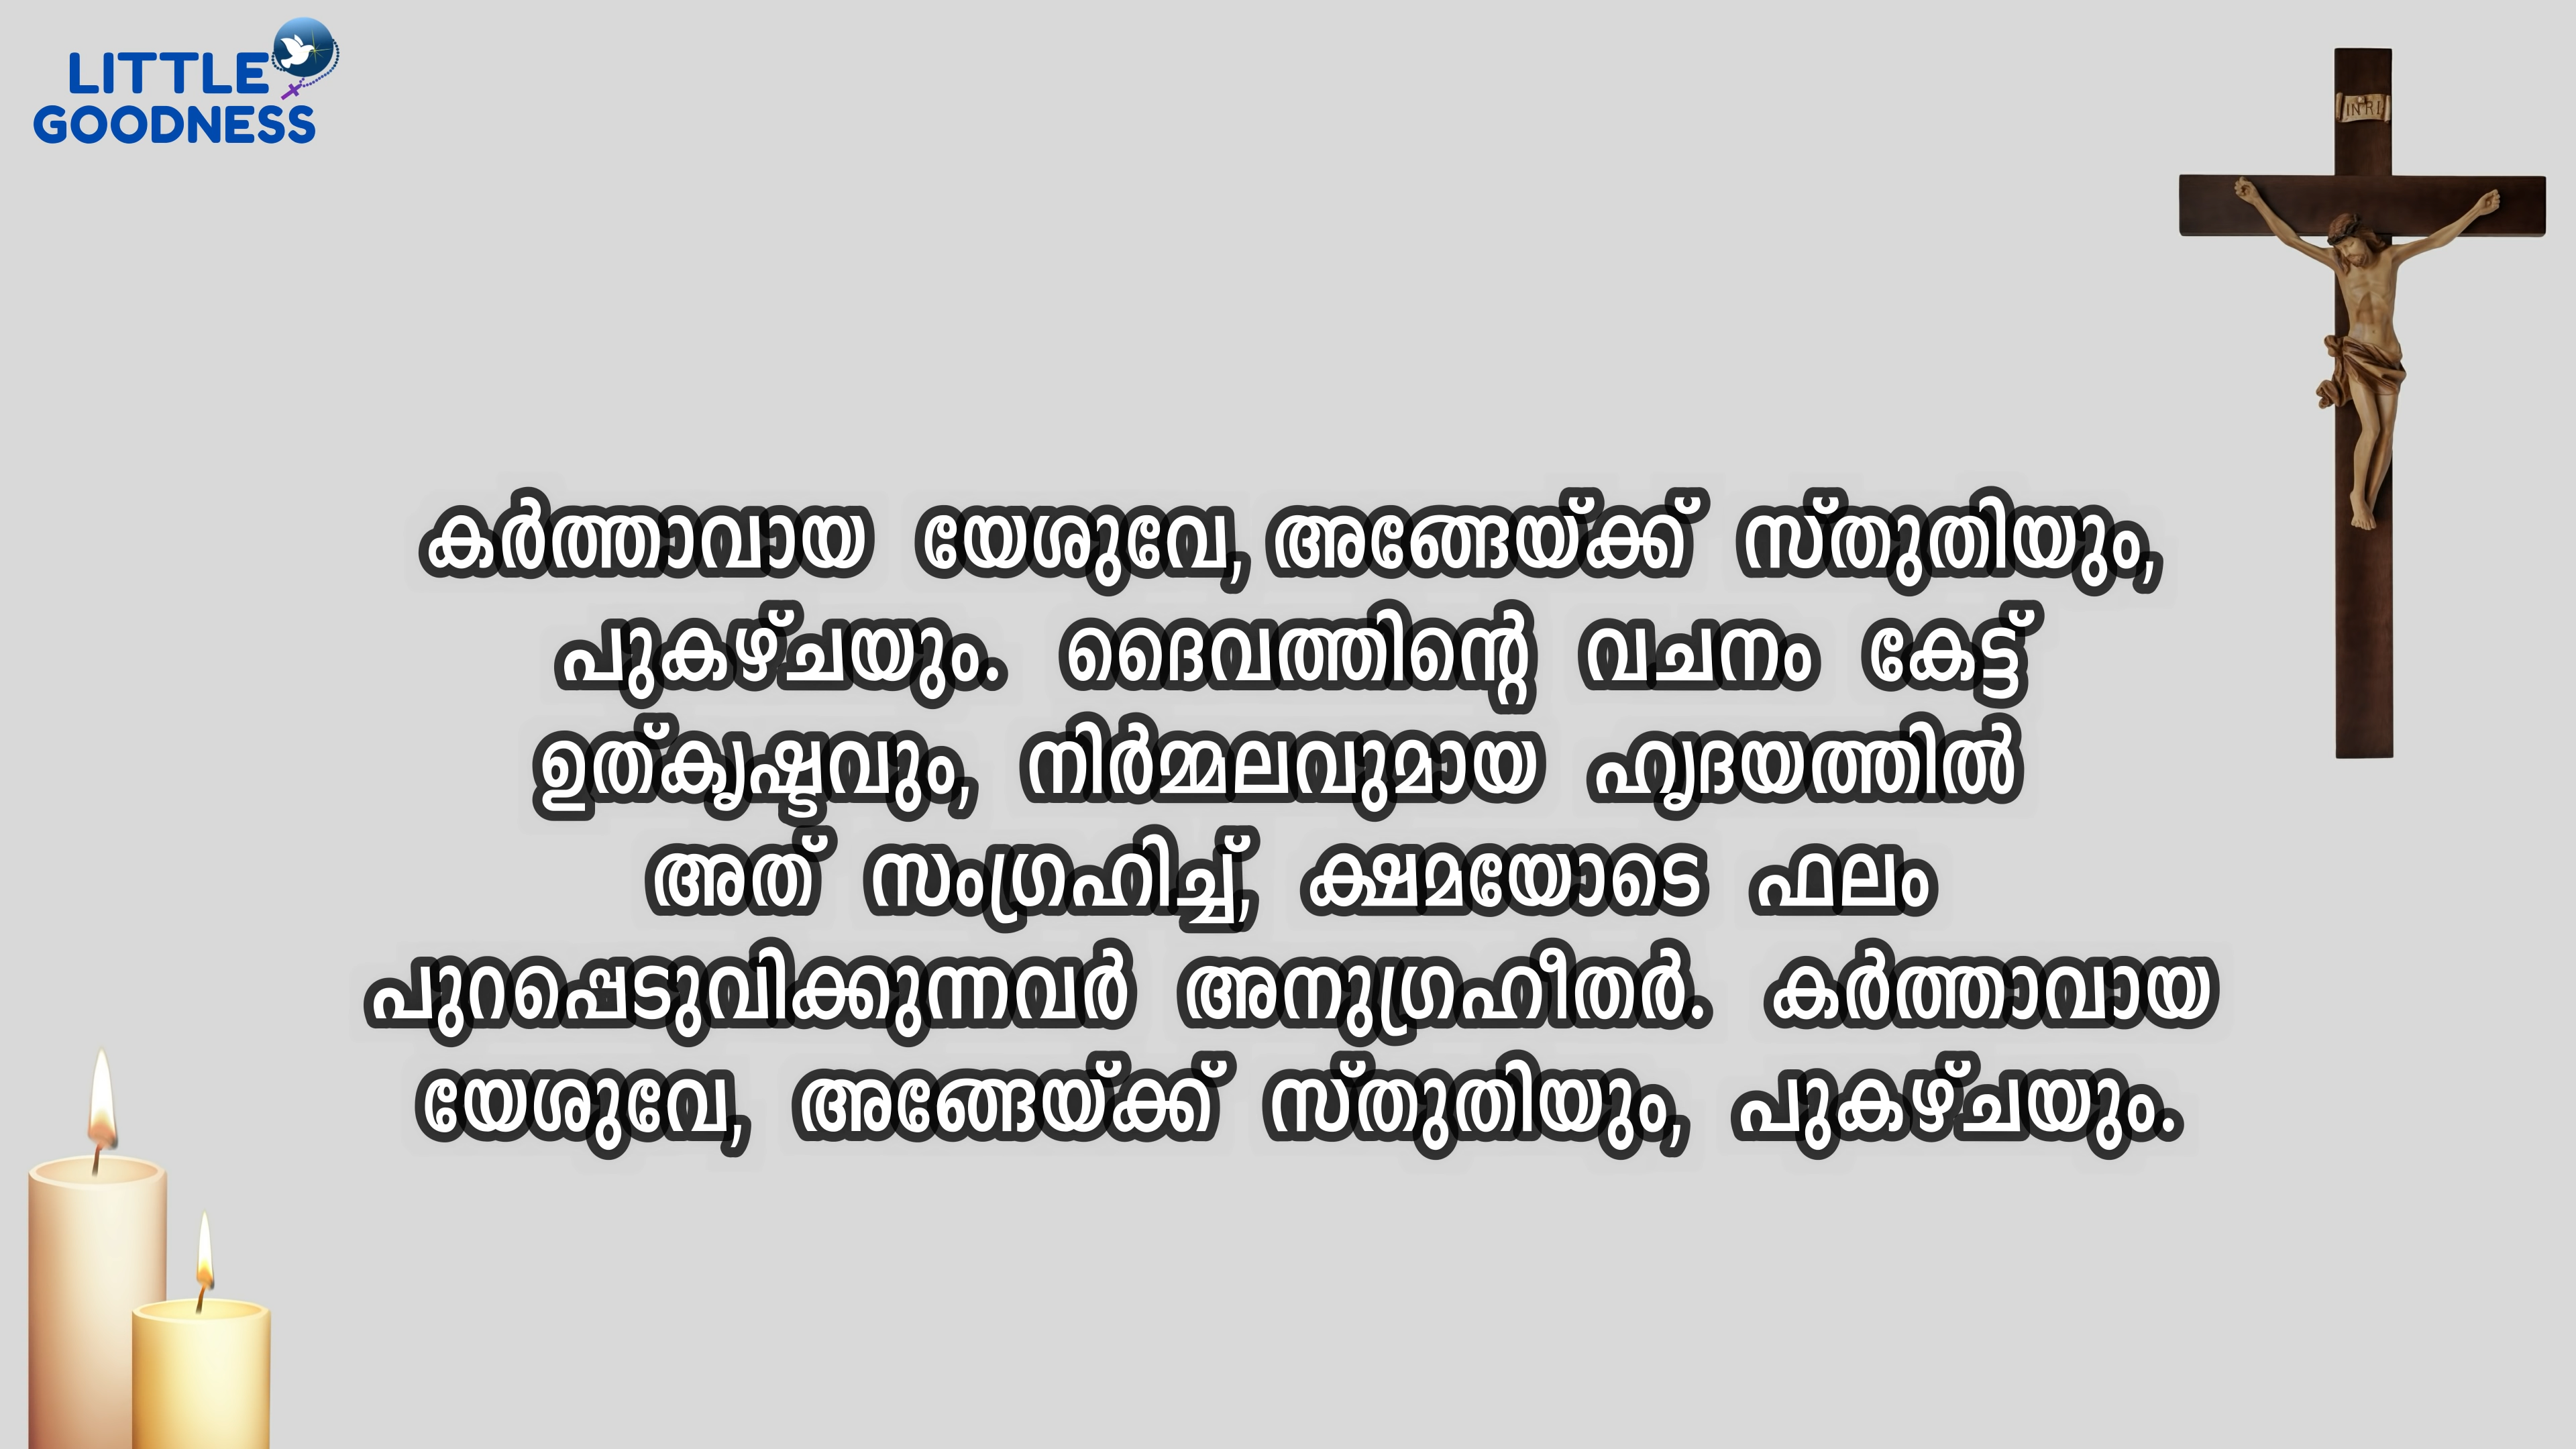 LITTLE
GOODNESS
INRI
കർത്താവായ യേശുവേ, അങ്ങേയ്ക്ക് സ്തുതിയും,
പുകഴ്ചയും. ദൈവത്തിന്റെ വചനം കേട്ട്
ഉത്കൃഷ്ടവും, നിർമ്മലവുമായ ഹൃദയത്തിൽ
അത് സംഗ്രഹിച്ച്, ക്ഷമയോടെ ഫലം
പുറപ്പെടുവിക്കുന്നവർ അനുഗ്രഹീതർ. കർത്താവായ
യേശുവേ, അങ്ങേയ്ക്ക് സ്തുതിയും, പുകഴ്ചയും.